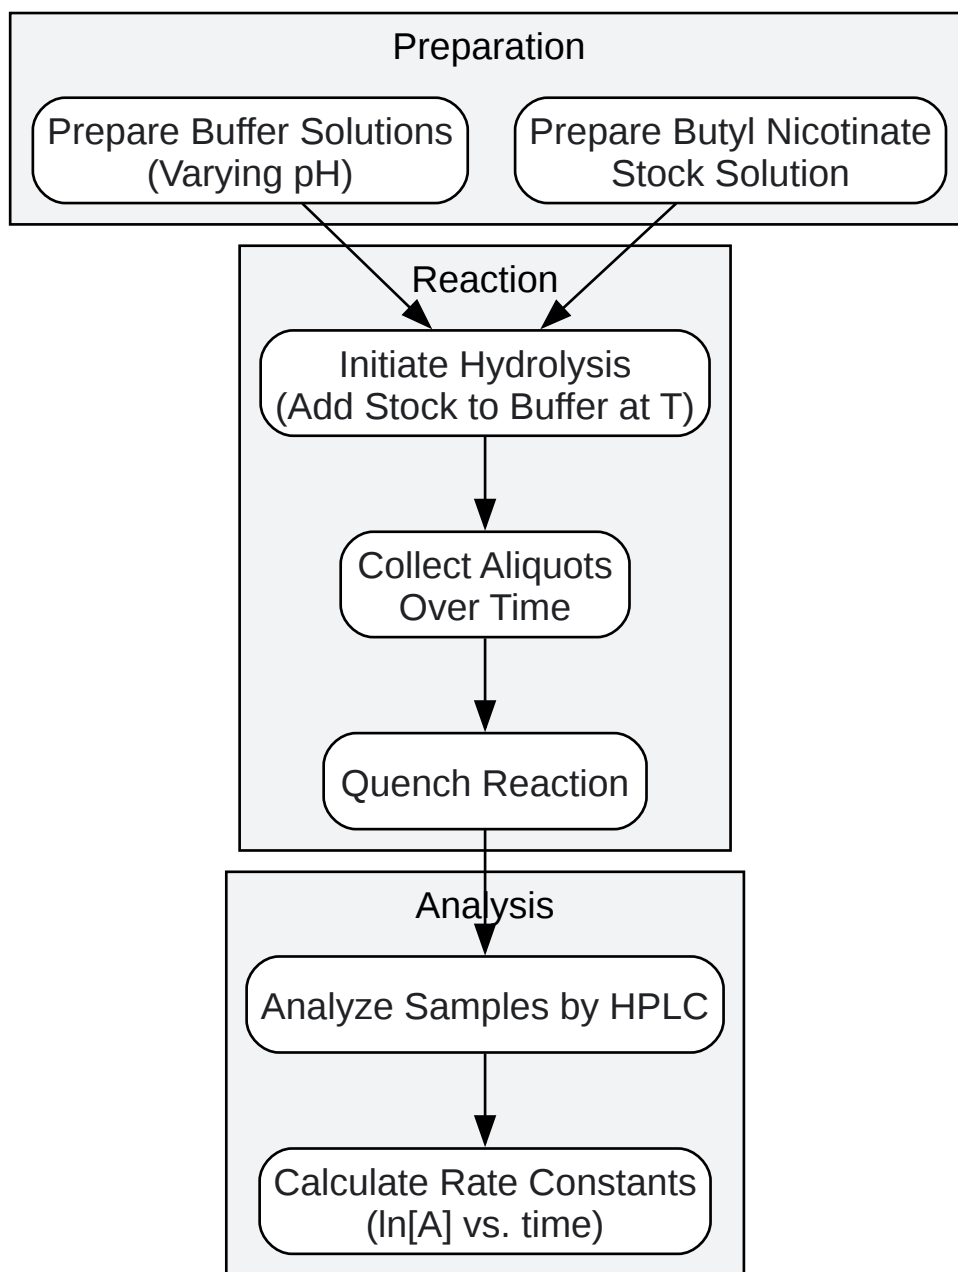 Preparation
Prepare Buffer Solutions
(Varying pH)
Prepare Butyl Nicotinate
Stock Solution
Reaction
Initiate Hydrolysis
(Add Stock to Buffer at T)
Collect Aliquots
Over Time
Quench Reaction
Analysis
Analyze Samples by HPLC
Calculate Rate Constants
(ln[A] vs. time)